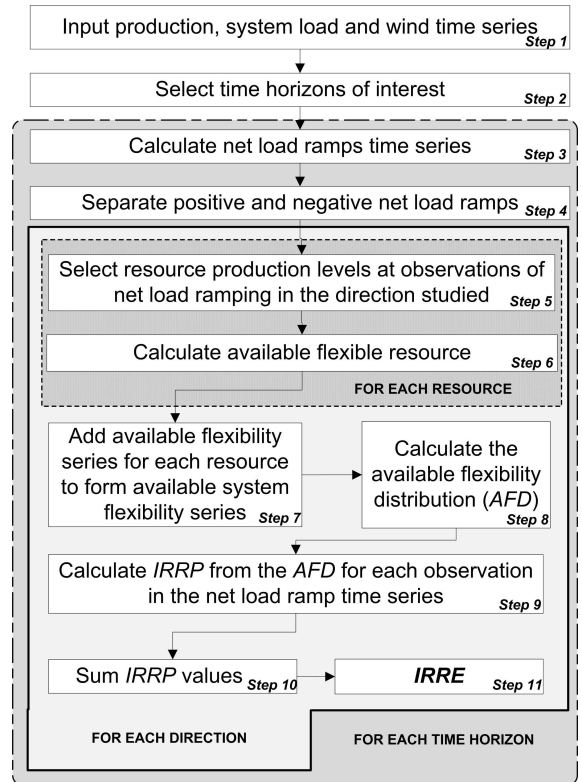 Input production, system load and wind time series
Step 1
Select time horizons of interest
Step 2
Calculate net load ramps time series
Step 3
Separate positive and negative net load ramps
Step 4
Select resource production levels at observations of
net load ramping in the direction studied
Step 5
Calculate available flexible resource
Step 6
FOR EACH RESOURCE
Add available flexibility
series for each resource
to form available system
flexibility series
Step 7
Calculate the
available flexibility
distribution (AFD)
Step 8
Calculate IRRP from the AFD for each observation
in the net load ramp time series
Step 9
Sum IRRP values
Step 10
IRRE
Step 11
FOR EACH DIRECTION
FOR EACH TIME HORIZON